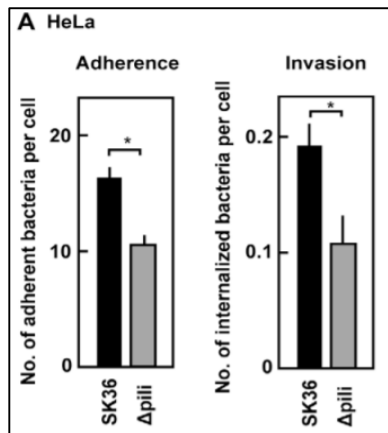 A HeLa
Adherence
No. of adherent bacteria per cell
20
10
0
*
SK36
Δpili
Invasion
No. of internalized bacteria per cell
0.2
0.1
0
*
SK36
Δpili